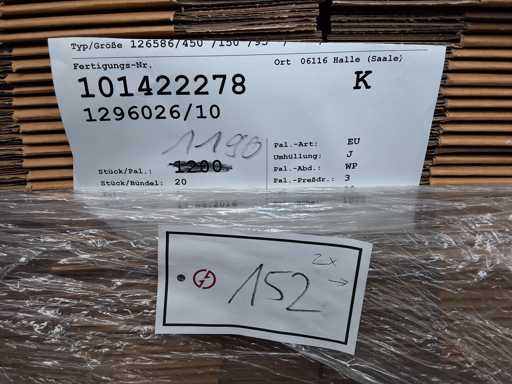 Typ/Größe 126586/450 /150 /95 /
Fertigungs-Nr. Ort 06116 Halle (Saale)
101422278 K
1296026/10
1190
Pal.-Art: EU
Umhüllung: J
Stück/Pal.: 1200 Pal.-Abd.: WP
Stück/Bündel: 20 Pal.-Preßdr.: 3
2x →
152